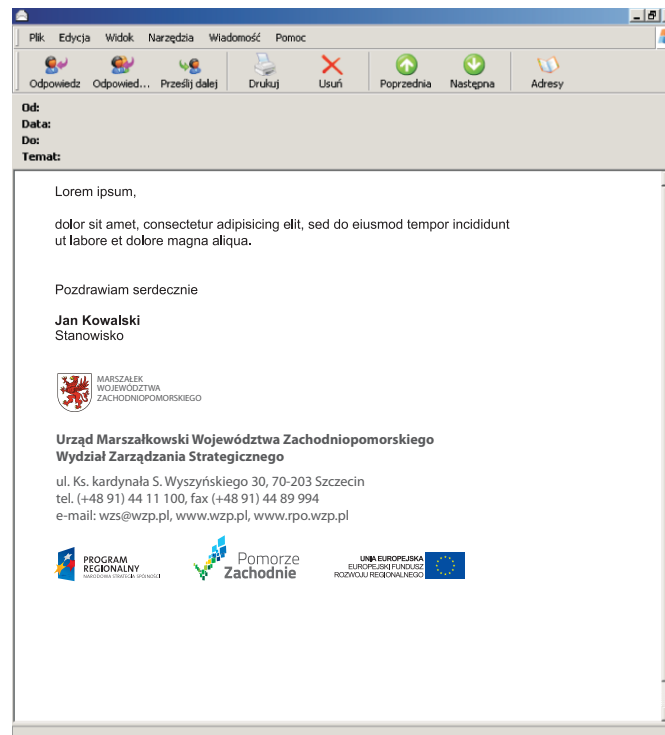 Plik Edycja Widok Narzędzia Wiadomość Pomoc
Odpowiedz Odpowied... Prześlij dalej Drukuj Usuń Poprzednia Następna Adresy
Od:
Data:
Do:
Temat:
Lorem ipsum,
dolor sit amet, consectetur adipisicing elit, sed do eiusmod tempor incididunt
ut labore et dolore magna aliqua.
Pozdrawiam serdecznie
Jan Kowalski
Stanowisko
MARSZAŁEK
WOJEWÓDZTWA
ZACHODNIOPOMORSKIEGO
Urząd Marszałkowski Województwa Zachodniopomorskiego
Wydział Zarządzania Strategicznego
ul. Ks. kardynała S. Wyszyńskiego 30, 70-203 Szczecin
tel. (+48 91) 44 11 100, fax (+48 91) 44 89 994
e-mail: wzs@wzp.pl, www.wzp.pl, www.rpo.wzp.pl
PROGRAM
REGIONALNY
NARODOWA STRATEGIA SPÓJNOŚCI
Pomorze
Zachodnie
UNIA EUROPEJSKA
EUROPEJSKI FUNDUSZ
ROZWOJU REGIONALNEGO